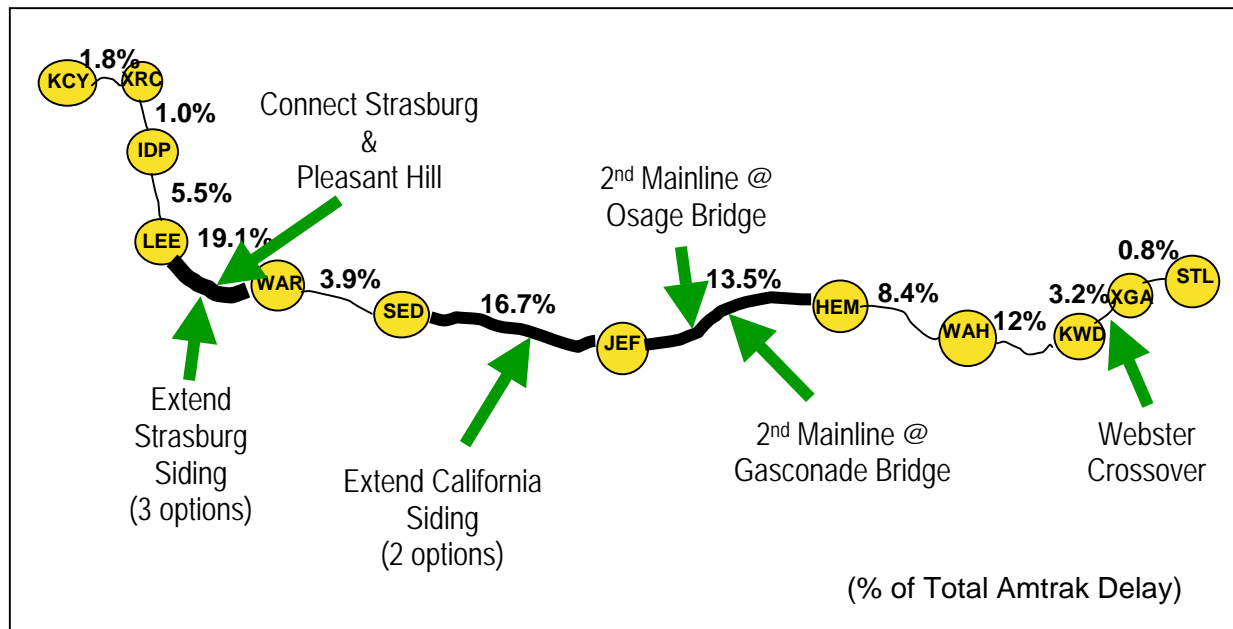 KCY
1.8%
XRC
1.0%
IDP
5.5%
LEE
19.1%
WAR
3.9%
SED
16.7%
JEF
13.5%
HEM
8.4%
WAH
12%
KWD
3.2%
XGA
0.8%
STL
Connect Strasburg
&
Pleasant Hill
2nd Mainline @
Osage Bridge
Extend
Strasburg
Siding
(3 options)
Extend California
Siding
(2 options)
2nd Mainline @
Gasconade Bridge
Webster
Crossover
(% of Total Amtrak Delay)